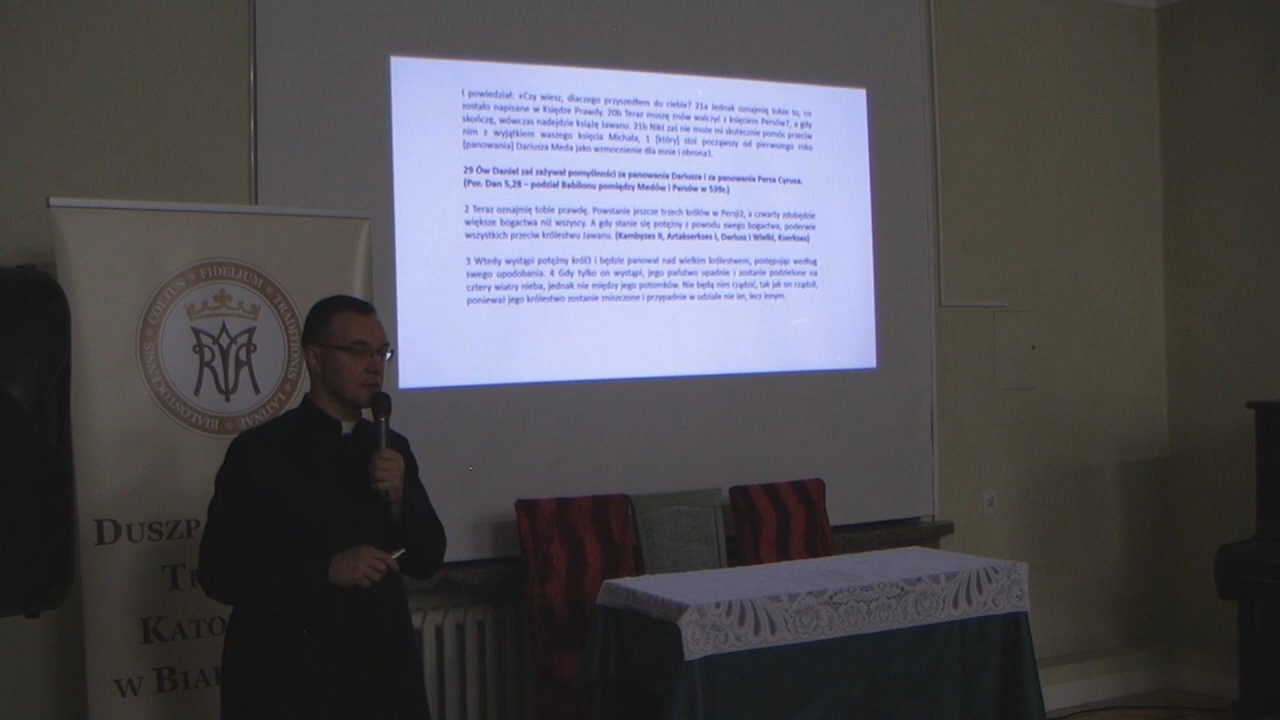 I powiedział: «Czy wiesz, dlaczego przyszedłem do ciebie? 21a Jednak oznajmię tobie to, co
zostało napisane w Księdze Prawdy. 20b Teraz muszę znów walczyć z księciem Persów7, a gdy
skończę, wówczas nadejdzie książę Jawanu. 21b Nikt zaś nie może mi skutecznie pomóc przeciw
nim z wyjątkiem waszego księcia Michała, 1 [który] stoi począwszy od pierwszego roku
[panowania] Dariusza Meda jako wzmocnienie dla mnie i obrona1.
29 Ów Daniel zaś zażywał pomyślności za panowania Dariusza i za panowania Persa Cyrusa.
(Por. Dan 5,28 – podział Babilonu pomiędzy Medów i Persów w 539r.)
2 Teraz oznajmię tobie prawdę. Powstanie jeszcze trzech królów w Persji2, a czwarty zdobędzie
większe bogactwa niż wszyscy. A gdy stanie się potężny z powodu swego bogactwa, poderwie
wszystkich przeciw królestwu Jawanu. (Kambyzes II, Artakserkses I, Dariusz I Wielki, Kserkses)
3 Wtedy wystąpi potężny król3 i będzie panował nad wielkim królestwem, postępując według
swego upodobania. 4 Gdy tylko on wystąpi, jego państwo upadnie i zostanie podzielone na
cztery wiatry nieba, jednak nie między jego potomków. Nie będą nim rządzić, tak jak on rządził,
ponieważ jego królestwo zostanie zniszczone i przypadnie w udziale nie im, lecz innym.
COETUS FIDELIUM TRADITIONIS LATINAE BIALOSTOCENSIS
DUSZP
TR
KATO
W BIA